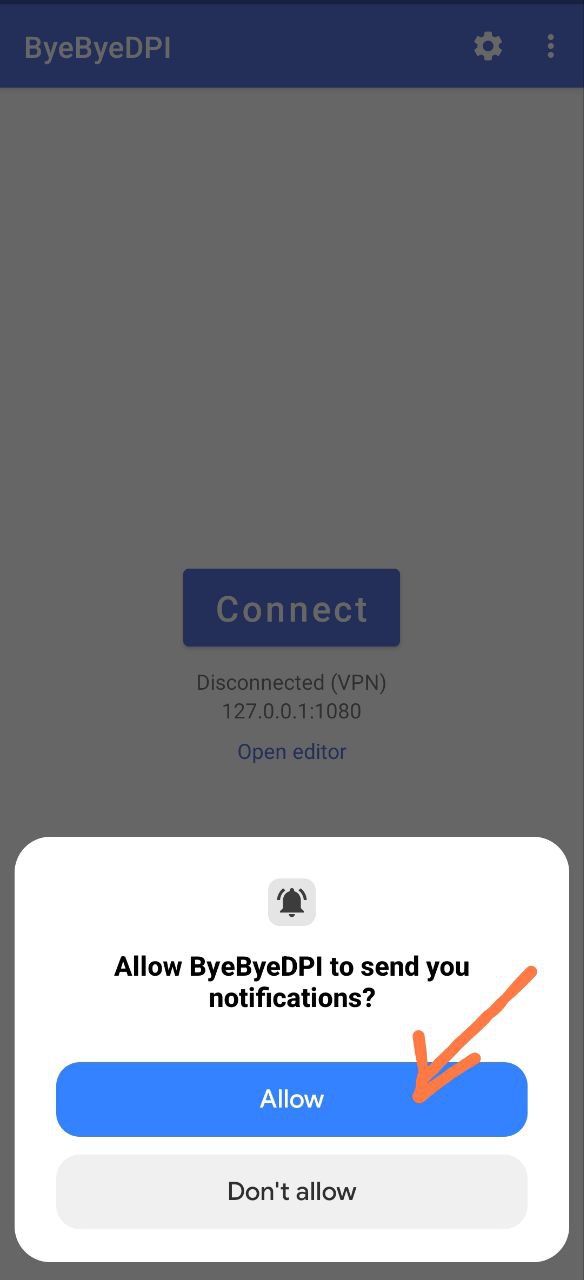 ByeByeDPI
Connect
Disconnected (VPN)
127.0.0.1:1080
Open editor
Allow ByeByeDPI to send you
notifications?
Allow
Don't allow